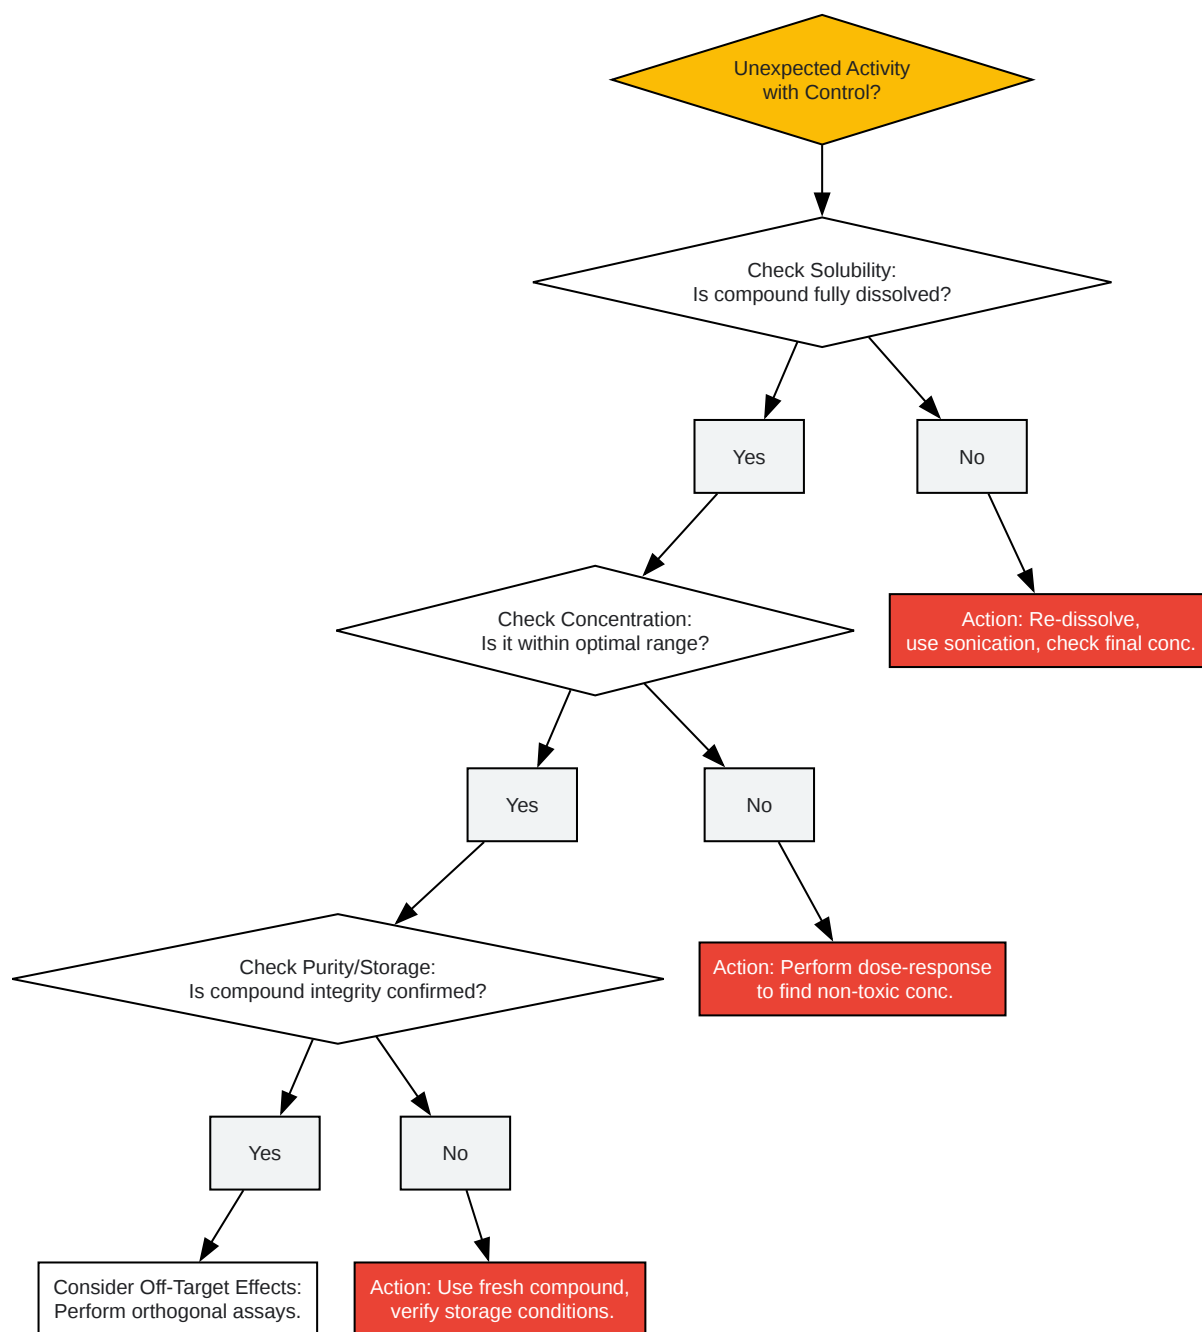 Unexpected Activity
with Control?
Check Solubility:
Is compound fully dissolved?
Yes
No
Check Concentration:
Is it within optimal range?
Action: Re-dissolve,
use sonication, check final conc.
Yes
No
Check Purity/Storage:
Is compound integrity confirmed?
Action: Perform dose-response
to find non-toxic conc.
Yes
No
Consider Off-Target Effects:
Perform orthogonal assays.
Action: Use fresh compound,
verify storage conditions.